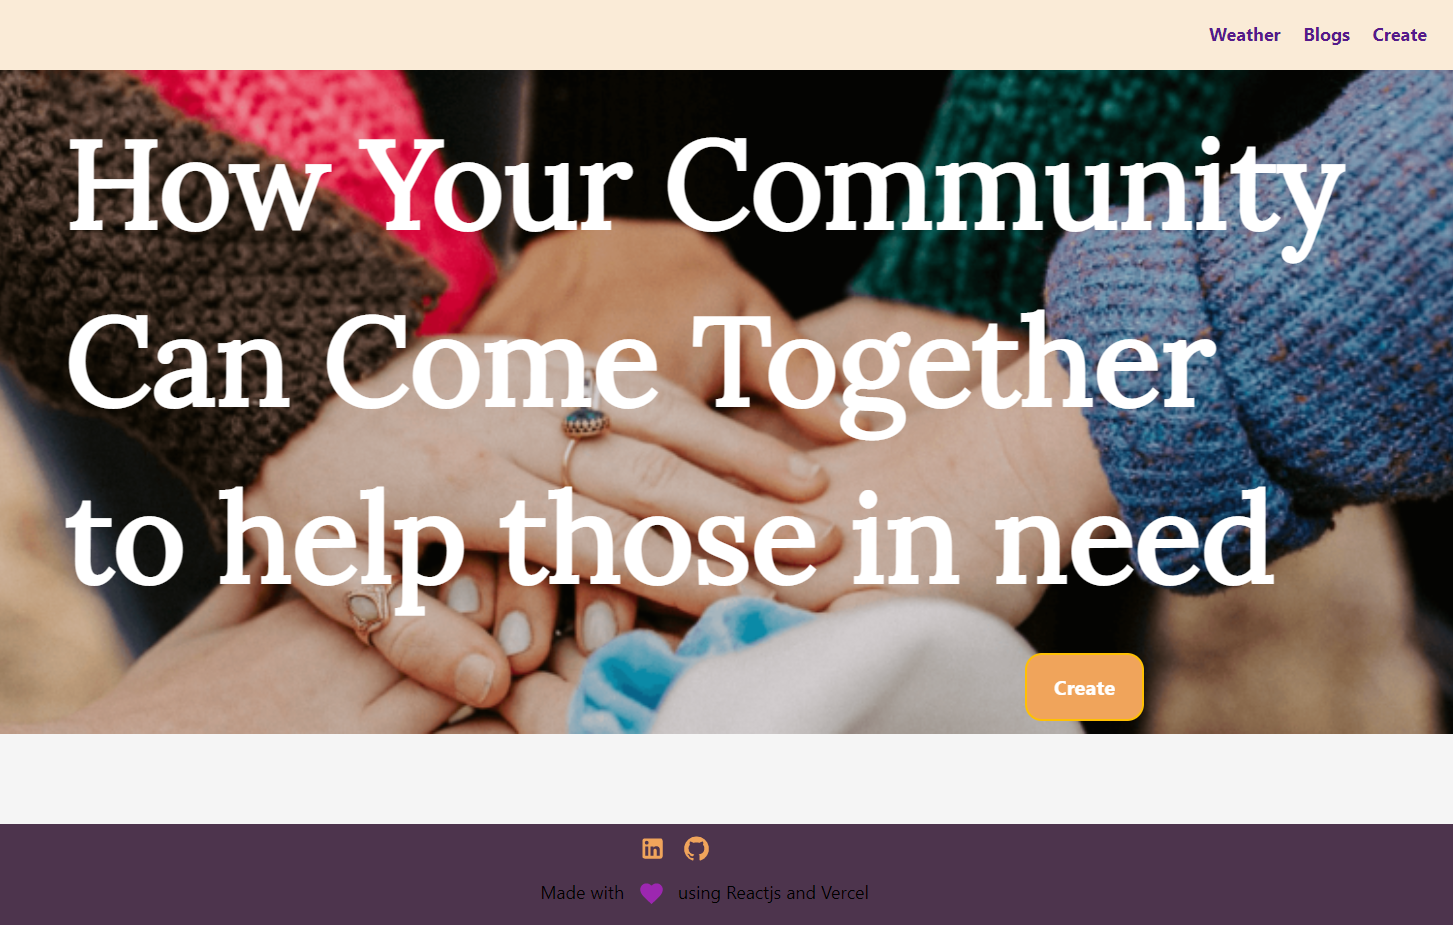 Weather Blogs Create
How Your Community
Can Come Together
to help those in need
Create
in
Made with using Reactjs and Vercel